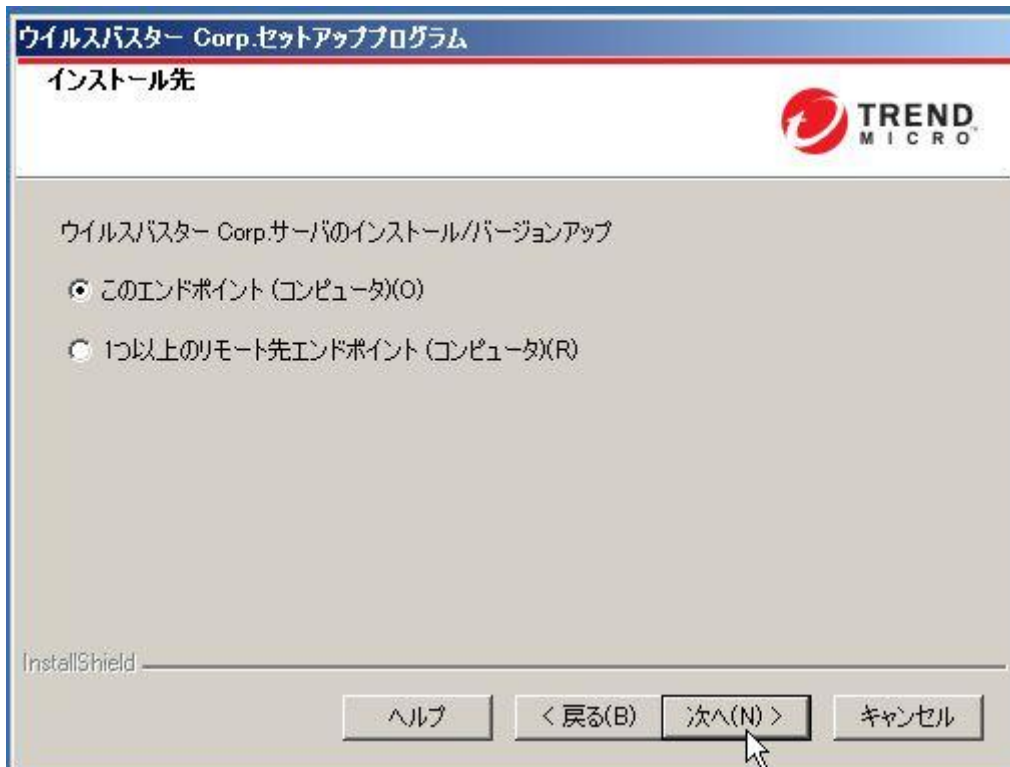 ウイルスバスター Corp.セットアッププログラム
インストール先
TREND
MICRO
ウイルスバスター Corp.サーバのインストール/バージョンアップ
このエンドポイント (コンピュータ)(O)
1つ以上のリモート先エンドポイント (コンピュータ)(R)
InstallShield
ヘルプ
< 戻る(B)
次へ(N) >
キャンセル